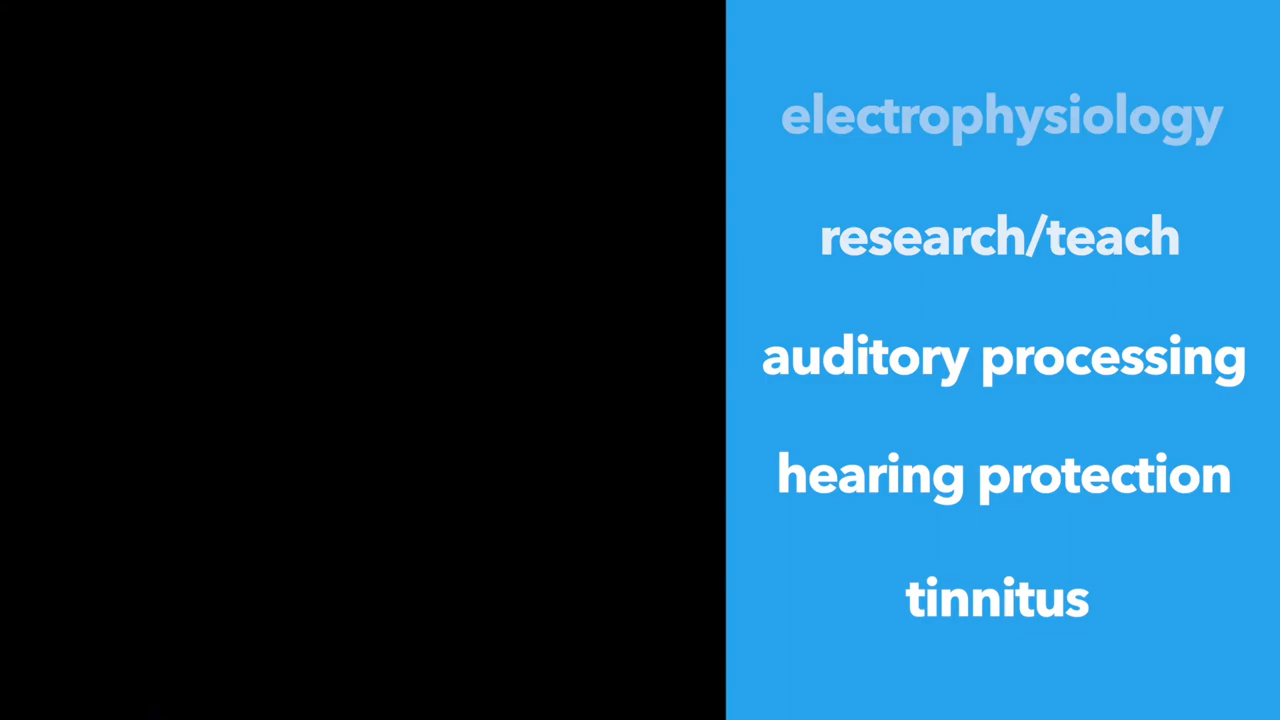 electrophysiology
research/teach
auditory processing
hearing protection
tinnitus